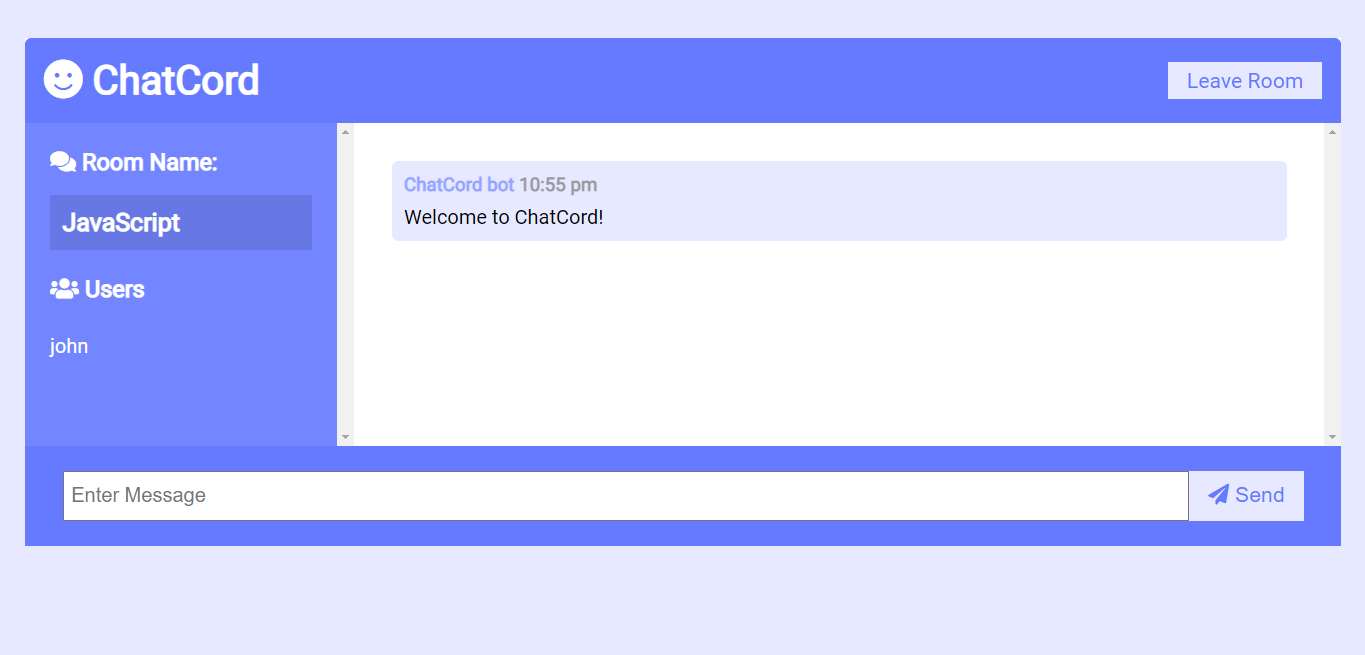 ChatCord
Leave Room
Room Name:
JavaScript
Users
john
ChatCord bot 10:55 pm
Welcome to ChatCord!
Enter Message
Send